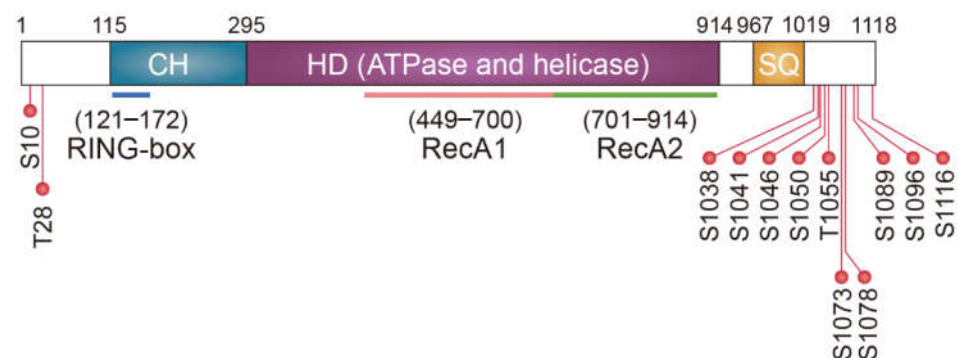 1 115 295 914 967 1019 1118
CH HD (ATPase and helicase) SQ
(121–172) (449–700) (701–914)
RING-box RecA1 RecA2
S10
T28
S1038
S1041
S1046
S1050
T1055
S1073
S1078
S1089
S1096
S1116